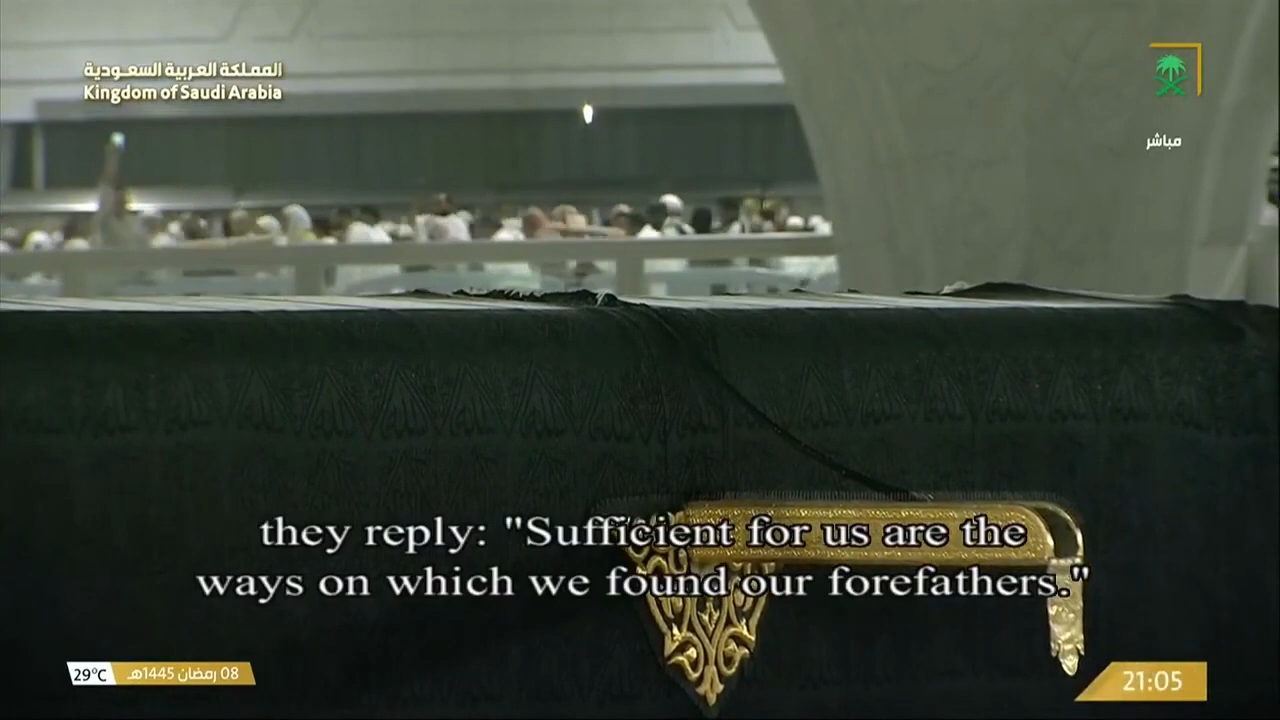 المملكة العربية السعودية
Kingdom of Saudi Arabia
مباشر
they reply: "Sufficient for us are the
ways on which we found our forefathers."
29°C
08 رمضان 1445هـ
21:05